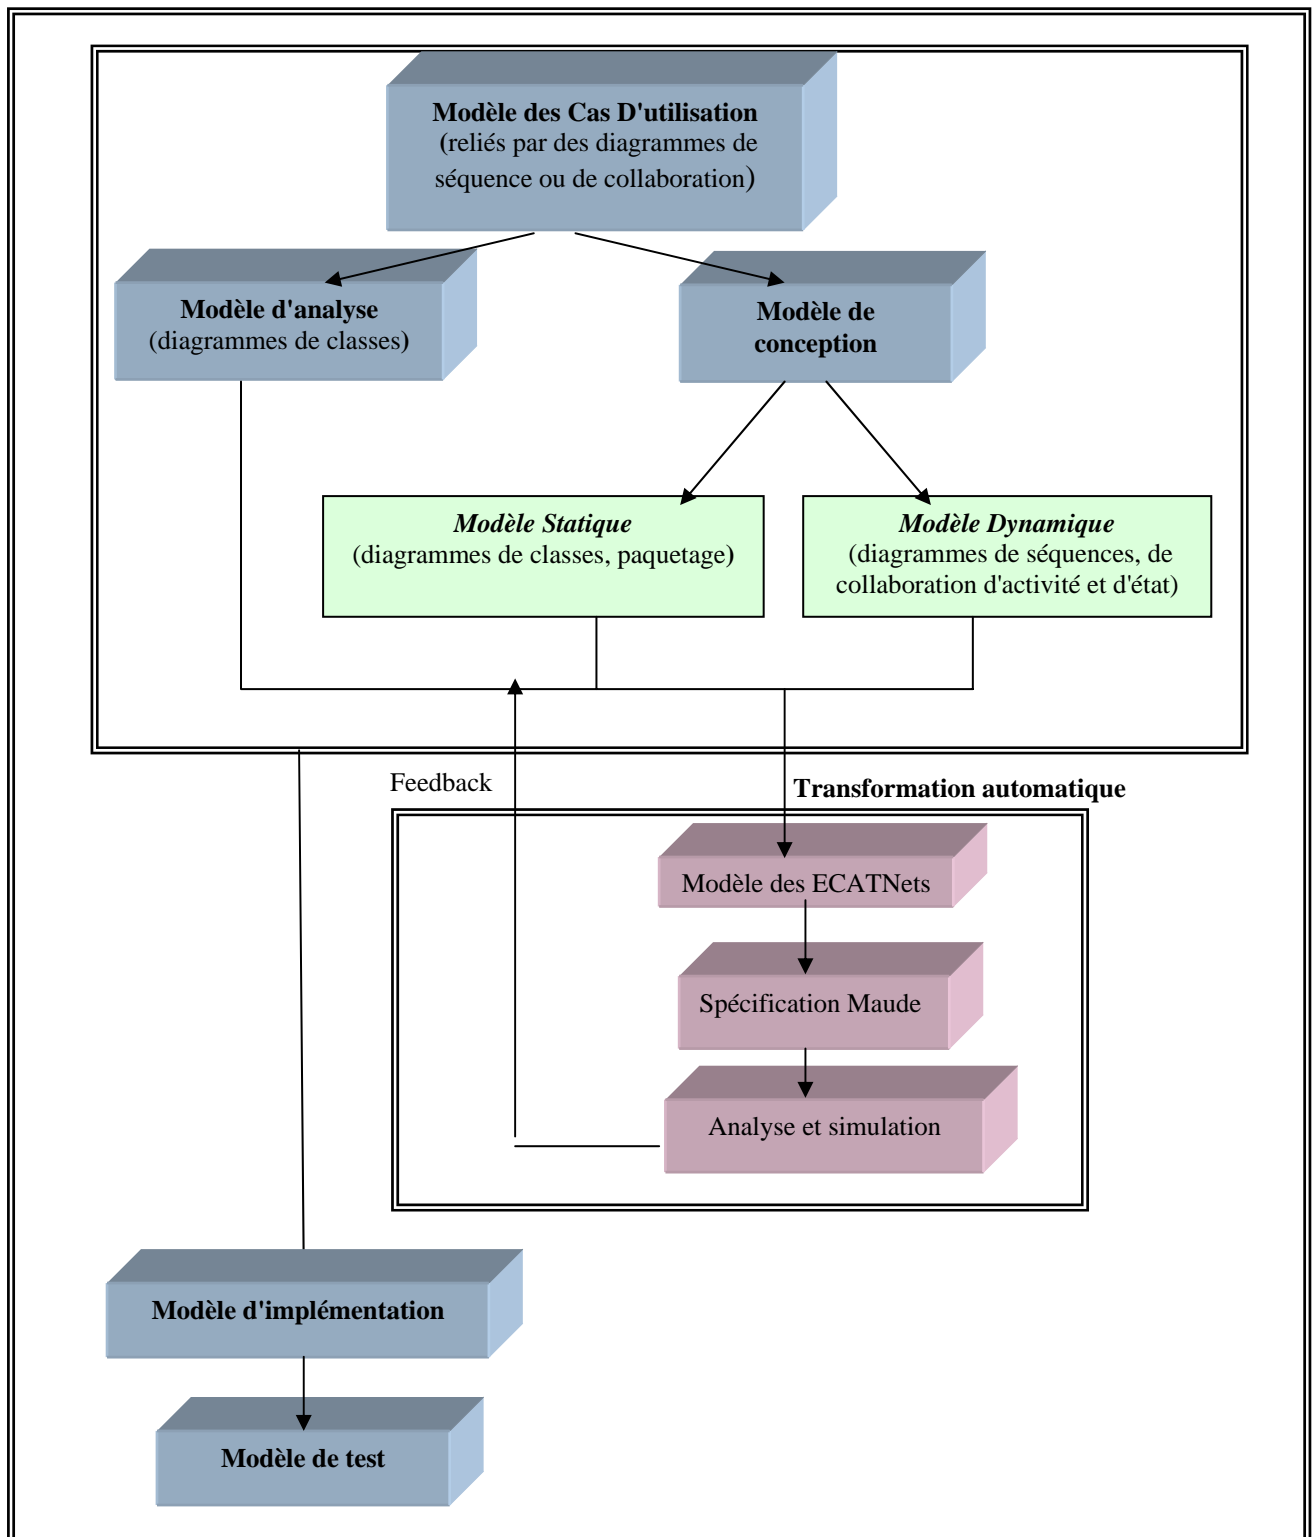 Modèle des Cas D'utilisation
(reliés par des diagrammes de
séquence ou de collaboration)
Modèle d'analyse
(diagrammes de classes)
Modèle de
conception
Modèle Statique
(diagrammes de classes, paquetage)
Modèle Dynamique
(diagrammes de séquences, de
collaboration d'activité et d'état)
Feedback
Transformation automatique
Modèle des ECATNets
Spécification Maude
Analyse et simulation
Modèle d'implémentation
Modèle de test